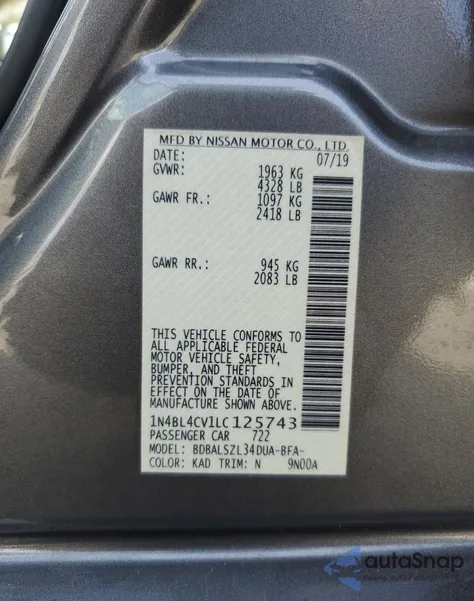 MFD BY NISSAN MOTOR CO., LTD.
DATE: 07/19
GVWR: 1963 KG
4328 LB
GAWR FR.: 1097 KG
2418 LB
GAWR RR.: 945 KG
2083 LB
THIS VEHICLE CONFORMS TO
ALL APPLICABLE FEDERAL
MOTOR VEHICLE SAFETY,
BUMPER, AND THEFT
PREVENTION STANDARDS IN
EFFECT ON THE DATE OF
MANUFACTURE SHOWN ABOVE.
1N4BL4CV1LC125743
PASSENGER CAR 722
MODEL: BDBALSZL34DUA-BFA-
COLOR: KAD TRIM: N 9N00A
autoSnap